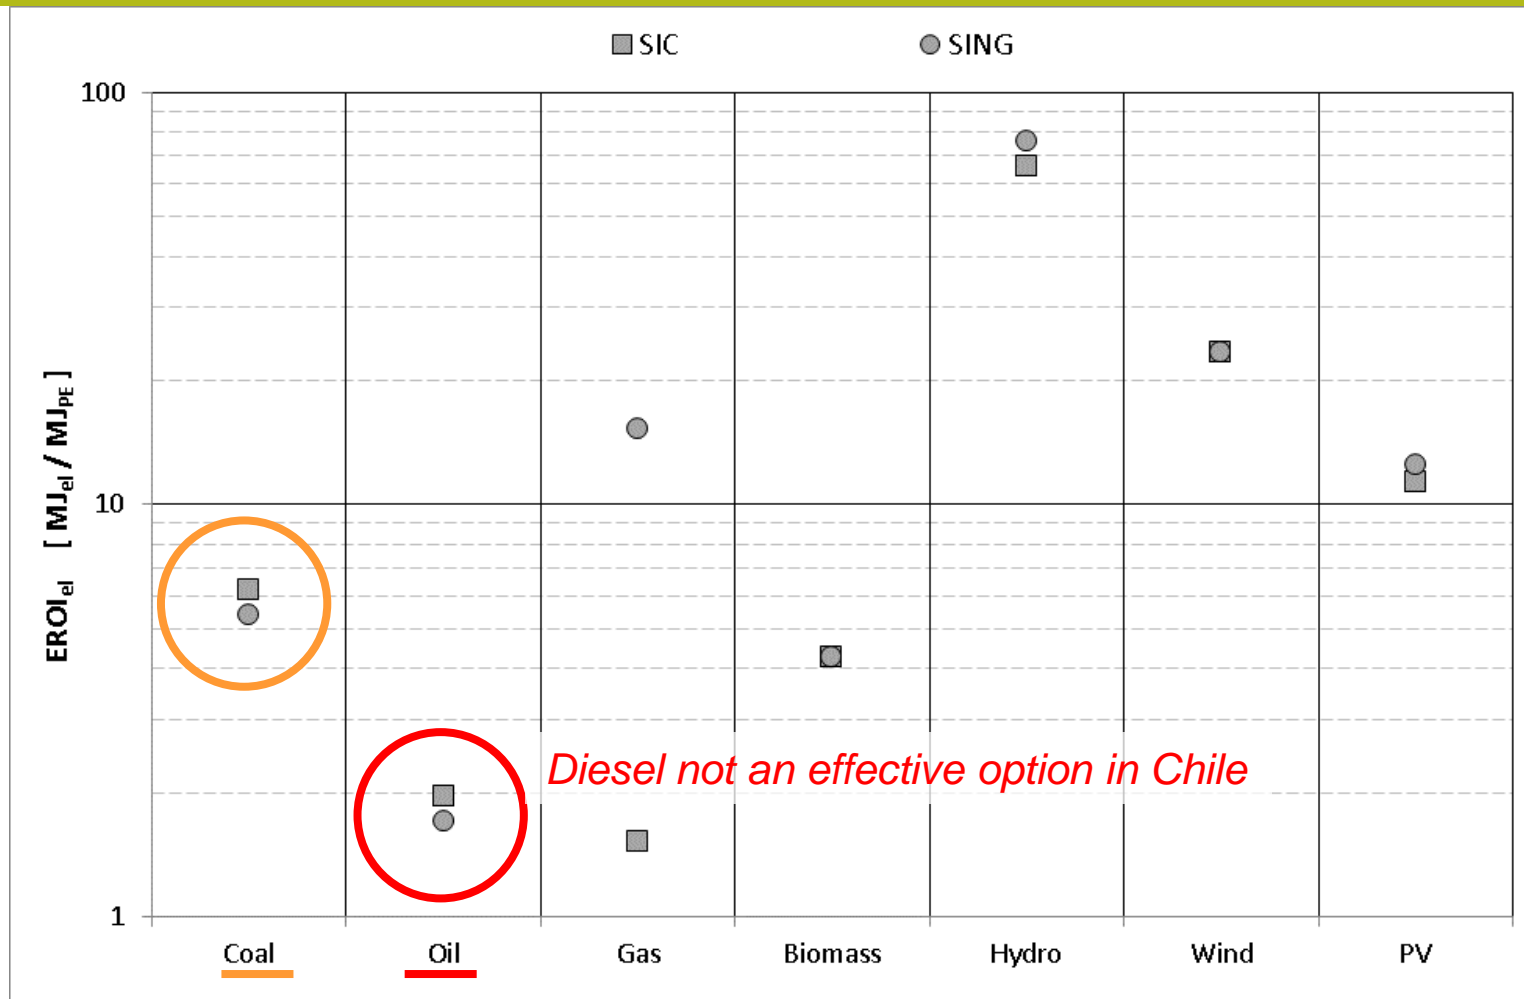 SIC SING
100
10
1
EROIel [ MJel / MJPE ]
Diesel not an effective option in Chile
Coal Oil Gas Biomass Hydro Wind PV